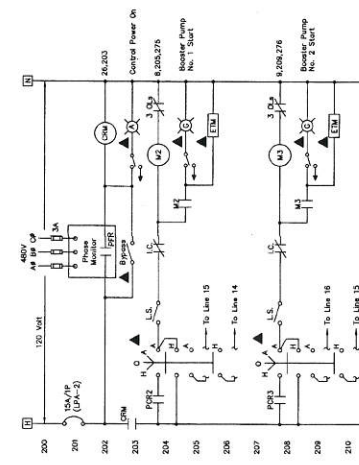 480V
A# B# C#
3A
Phase
Monitor
PFR
Bypass
120 Volt
H
N
15A/1P
(LPA-2)
CRM
CRM
26,203
A
Control Power On
PCR2
H O A
A
H
A
H
L.S.
I.C.
M2
3 OLs
8,205,275
M2
G
Booster Pump
No. 1 Start
ETM
To Line 15
To Line 14
PCR3
H O A
A
H
A
H
L.S.
I.C.
M3
3 OLs
9,209,276
M3
G
Booster Pump
No. 2 Start
ETM
To Line 16
To Line 15
200
201
202
203
204
205
206
207
208
209
210